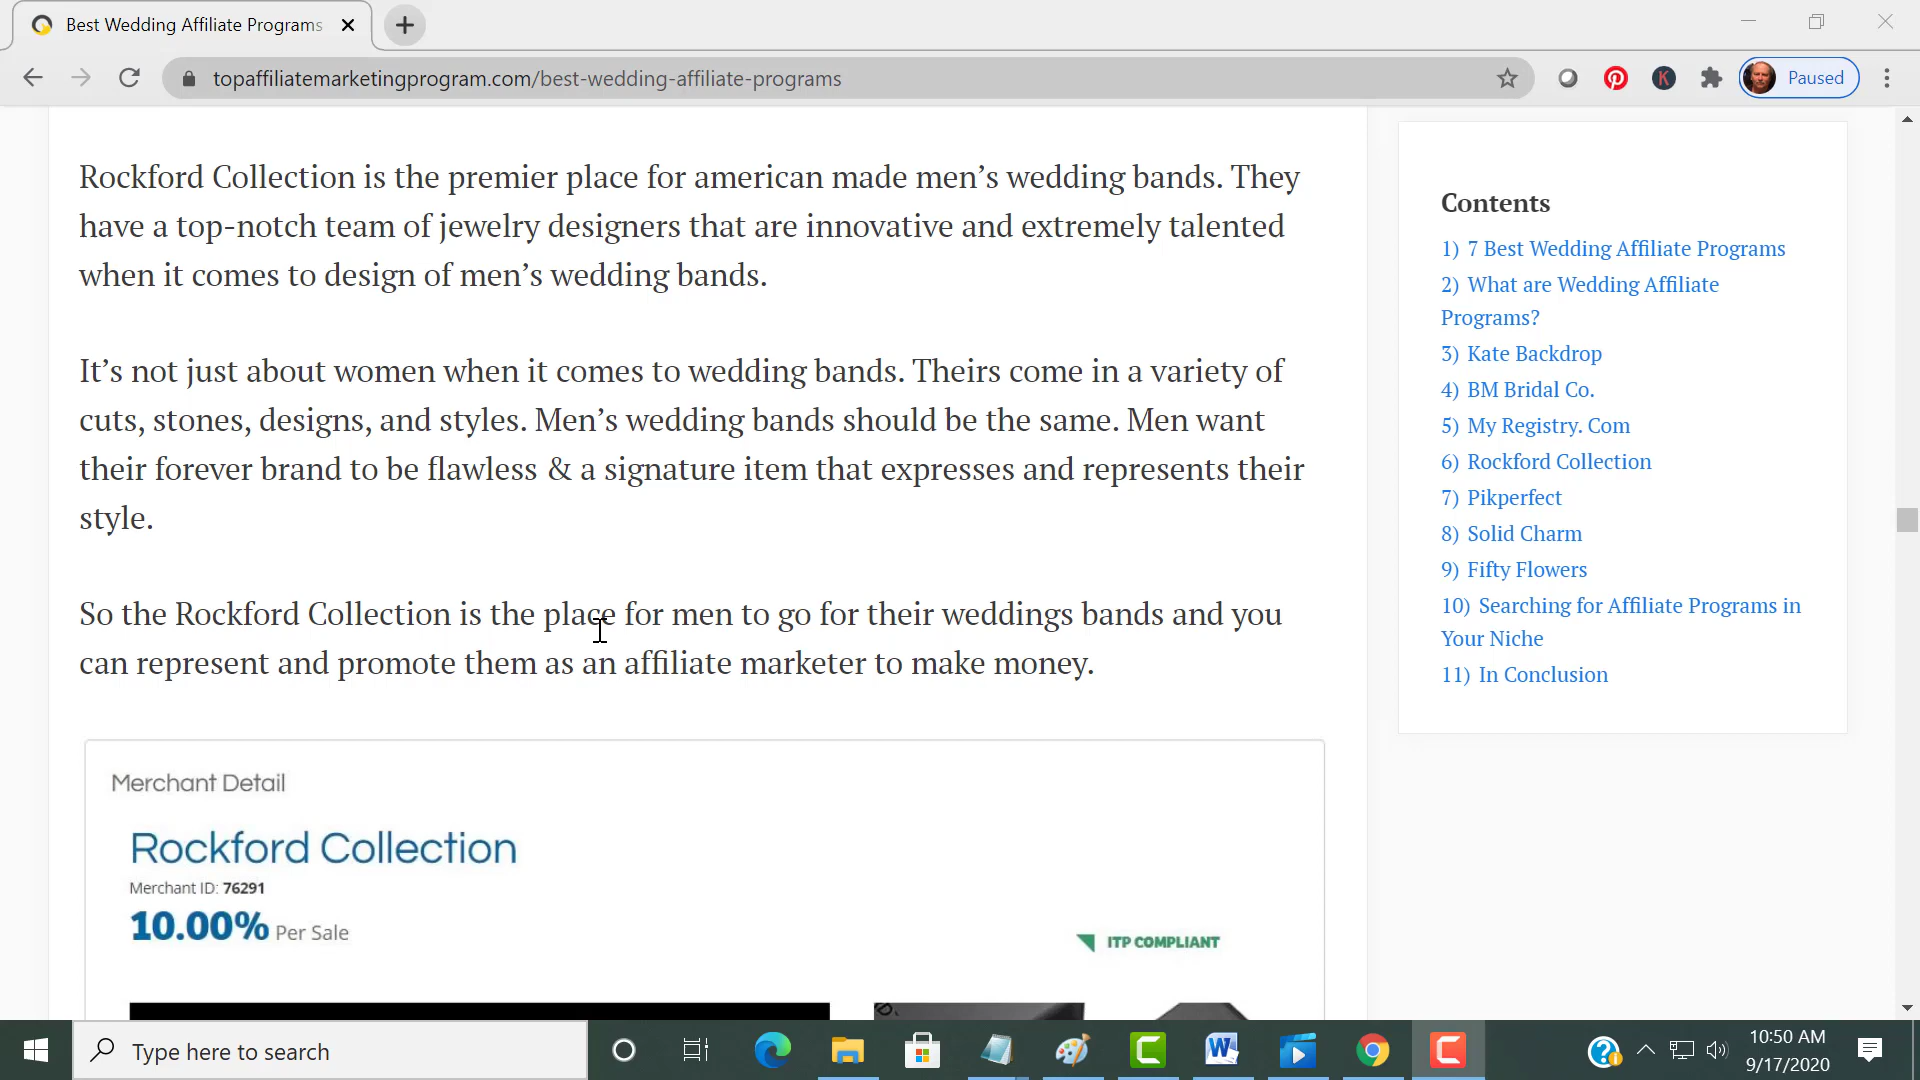 Best Wedding Affiliate Programs
topaffiliatemarketingprogram.com/best-wedding-affiliate-programs
K
Paused
Rockford Collection is the premier place for american made men’s wedding bands. They
have a top-notch team of jewelry designers that are innovative and extremely talented
when it comes to design of men’s wedding bands.
It’s not just about women when it comes to wedding bands. Theirs come in a variety of
cuts, stones, designs, and styles. Men’s wedding bands should be the same. Men want
their forever brand to be flawless & a signature item that expresses and represents their
style.
So the Rockford Collection is the place for men to go for their weddings bands and you
can represent and promote them as an affiliate marketer to make money.
Merchant Detail
Rockford Collection
Merchant ID: 76291
10.00% Per Sale
ITP COMPLIANT
Contents
1) 7 Best Wedding Affiliate Programs
2) What are Wedding Affiliate
Programs?
3) Kate Backdrop
4) BM Bridal Co.
5) My Registry. Com
6) Rockford Collection
7) Pikperfect
8) Solid Charm
9) Fifty Flowers
10) Searching for Affiliate Programs in
Your Niche
11) In Conclusion
Type here to search
10:50 AM
9/17/2020